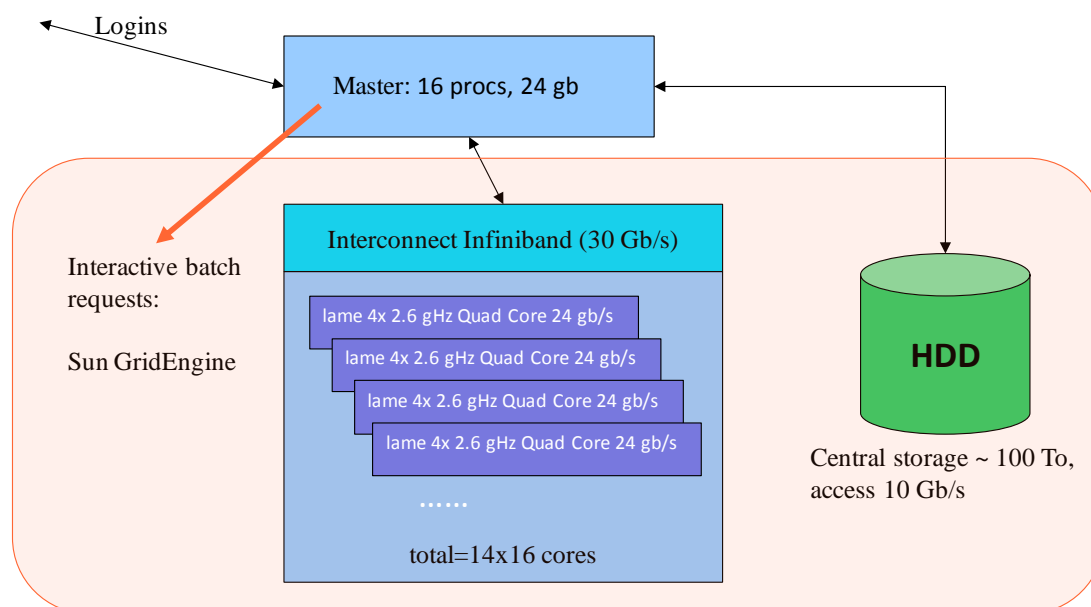 Logins
Master: 16 procs, 24 gb
Interconnect Infiniband (30 Gb/s)
Interactive batch
requests:
Sun GridEngine
lame 4x 2.6 gHz Quad Core 24 gb/s
lame 4x 2.6 gHz Quad Core 24 gb/s
lame 4x 2.6 gHz Quad Core 24 gb/s
lame 4x 2.6 gHz Quad Core 24 gb/s
......
total=14x16 cores
HDD
Central storage ~ 100 To,
access 10 Gb/s